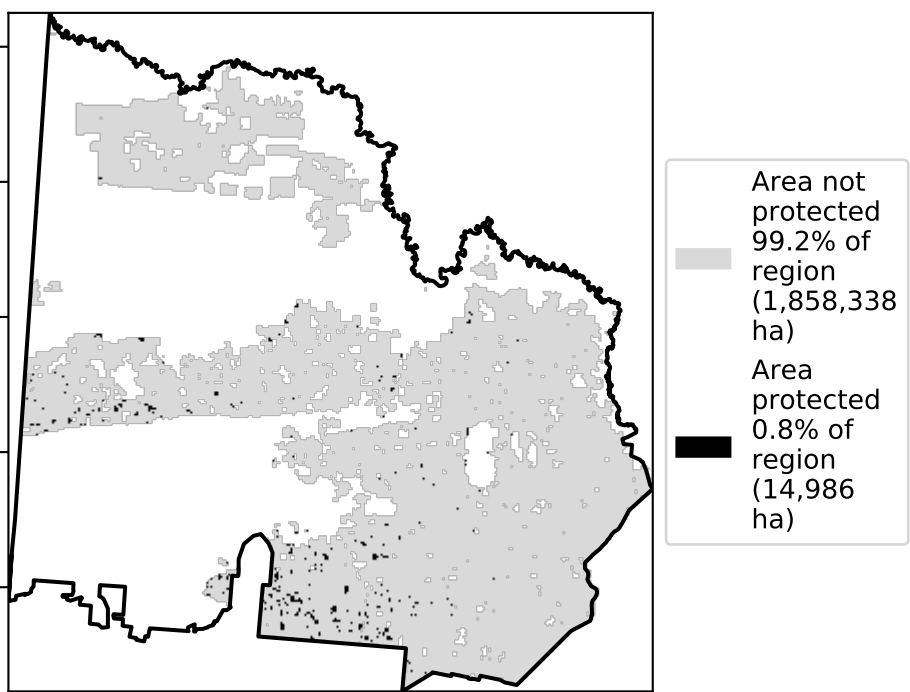 Area not
protected
99.2% of
region
(1,858,338
ha)
Area
protected
0.8% of
region
(14,986
ha)